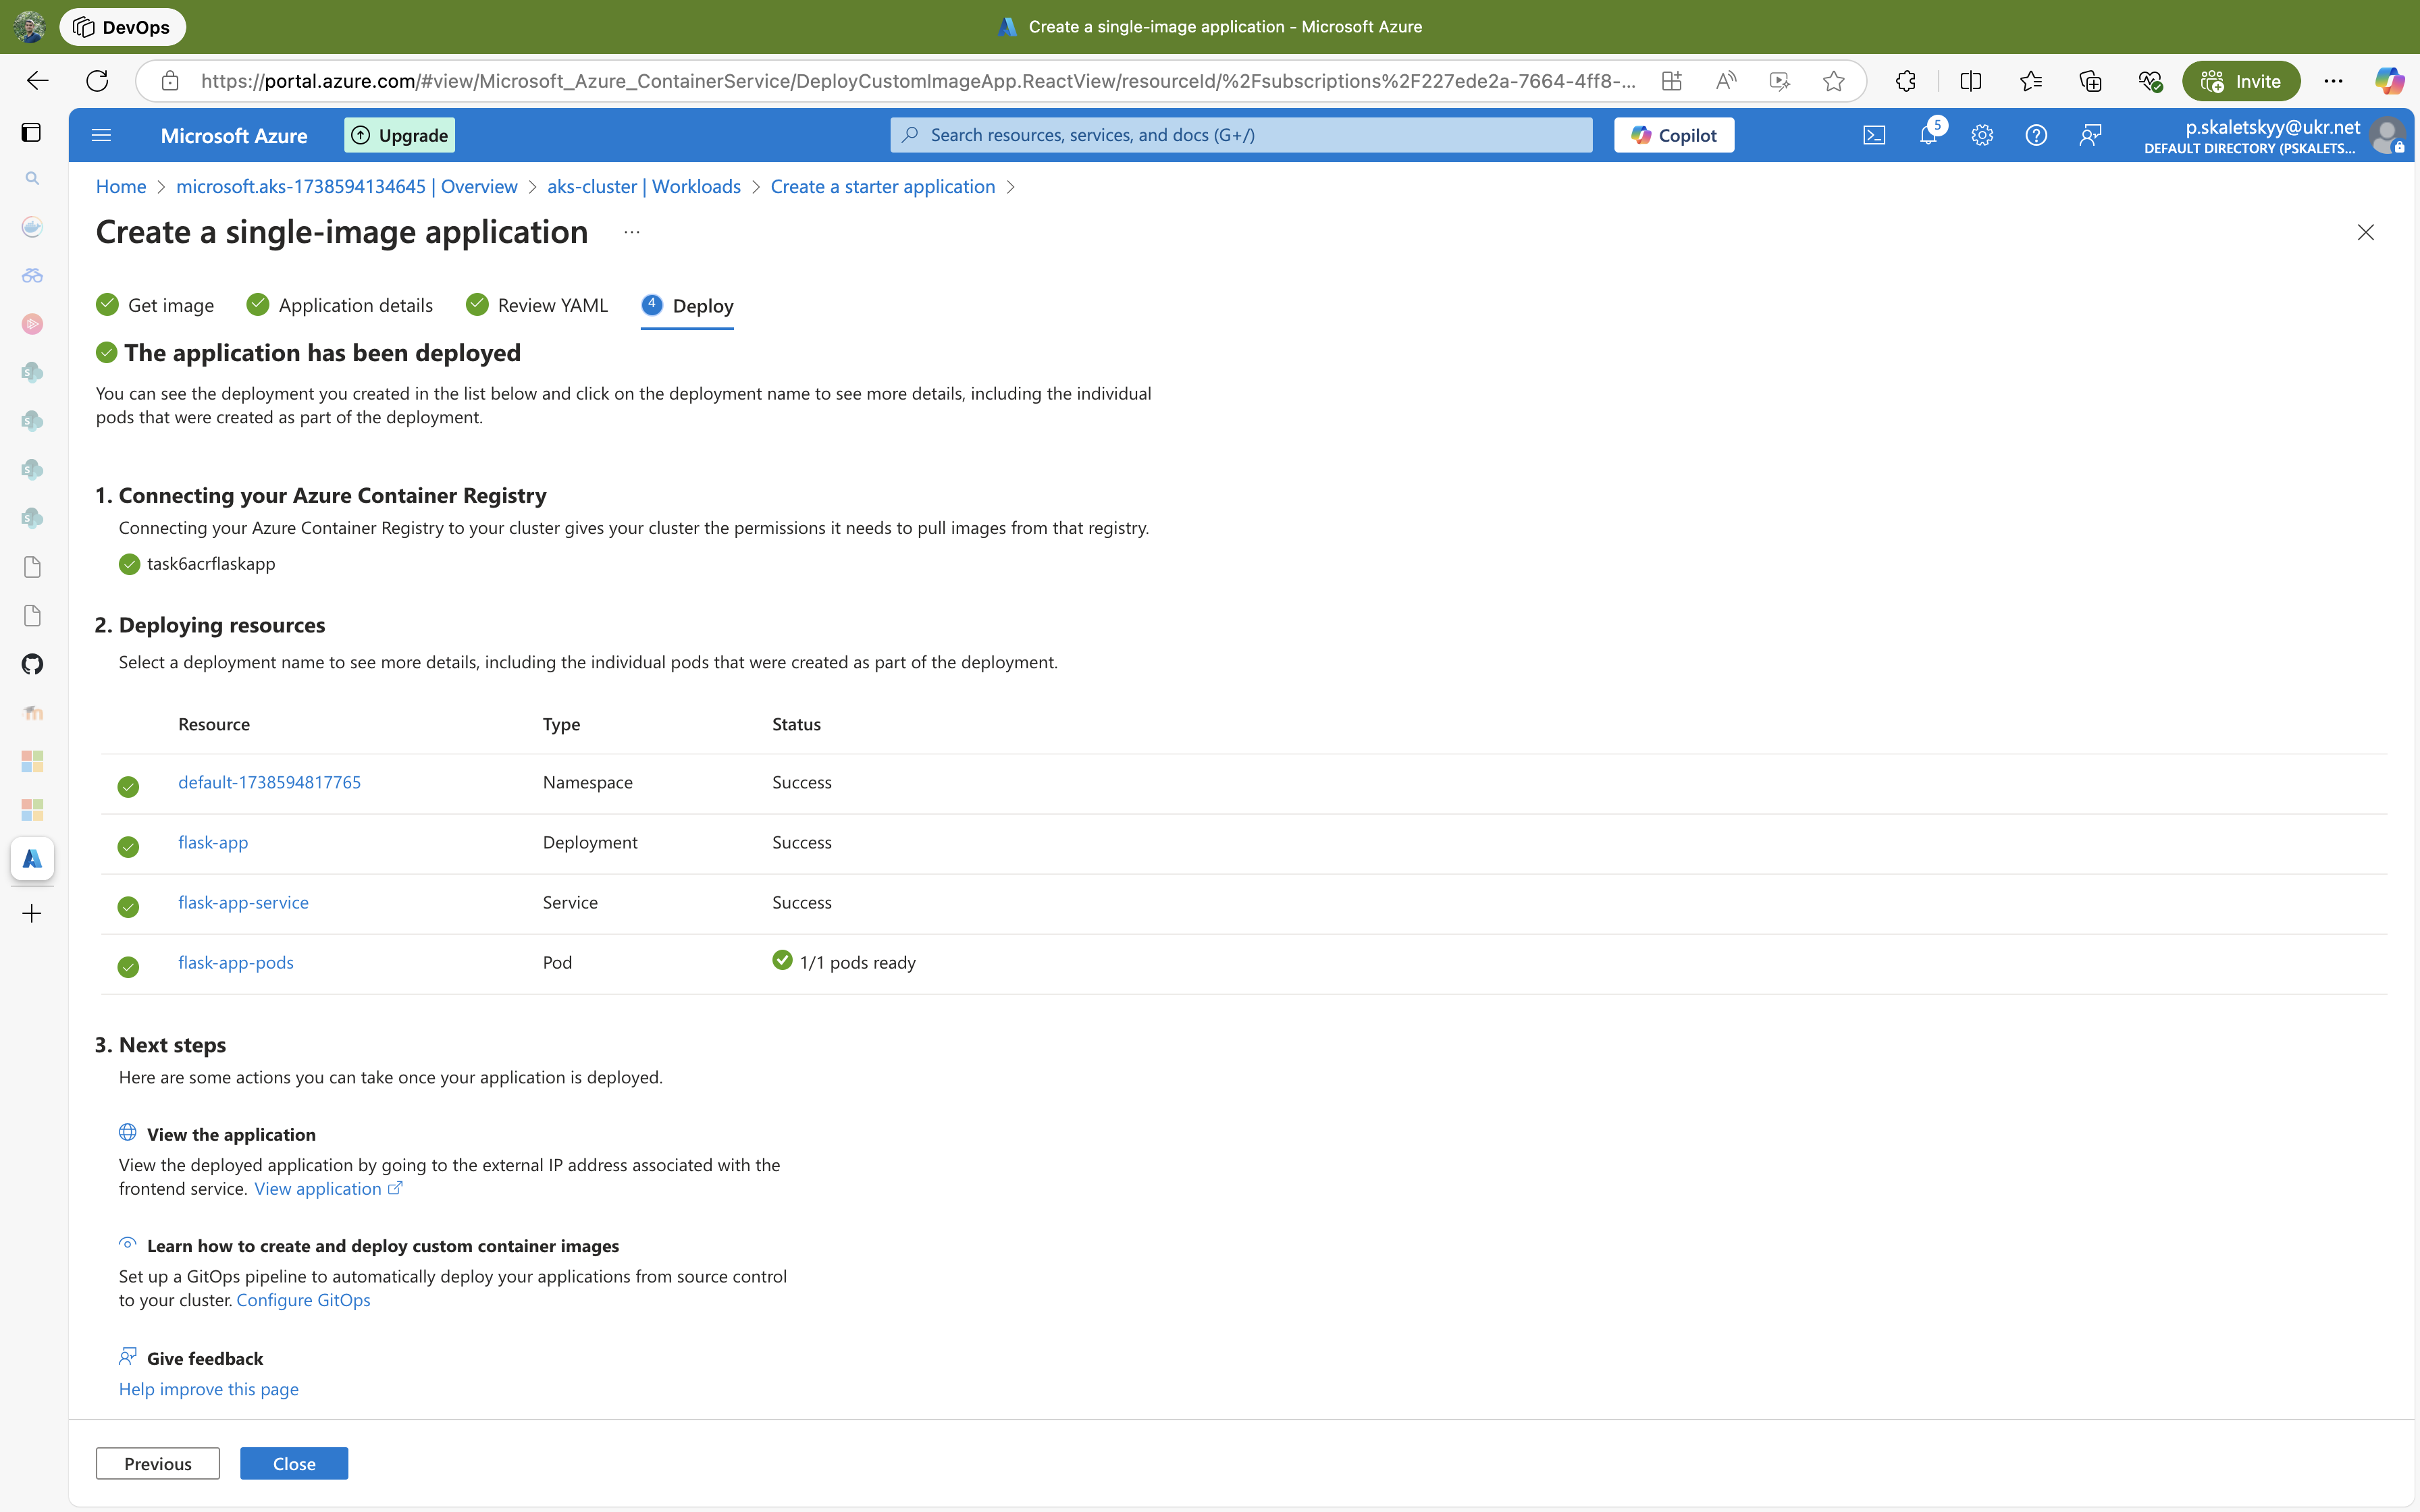 DevOps
Create a single-image application - Microsoft Azure
https://portal.azure.com/#view/Microsoft_Azure_ContainerService/DeployCustomImageApp.ReactView/resourceId/%2Fsubscriptions%2F227ede2a-7664-4ff8-...
Invite
Microsoft Azure
Upgrade
Search resources, services, and docs (G+/)
Copilot
5
p.skaletskyy@ukr.net
DEFAULT DIRECTORY (PSKALETS...
Home > microsoft.aks-1738594134645 | Overview > aks-cluster | Workloads > Create a starter application >
Create a single-image application ...
Get image
Application details
Review YAML
4 Deploy
The application has been deployed
You can see the deployment you created in the list below and click on the deployment name to see more details, including the individual
pods that were created as part of the deployment.
1. Connecting your Azure Container Registry
Connecting your Azure Container Registry to your cluster gives your cluster the permissions it needs to pull images from that registry.
task6acrflaskapp
2. Deploying resources
Select a deployment name to see more details, including the individual pods that were created as part of the deployment.
Resource Type Status
default-1738594817765 Namespace Success
flask-app Deployment Success
flask-app-service Service Success
flask-app-pods Pod 1/1 pods ready
3. Next steps
Here are some actions you can take once your application is deployed.
View the application
View the deployed application by going to the external IP address associated with the
frontend service. View application
Learn how to create and deploy custom container images
Set up a GitOps pipeline to automatically deploy your applications from source control
to your cluster. Configure GitOps
Give feedback
Help improve this page
Previous
Close